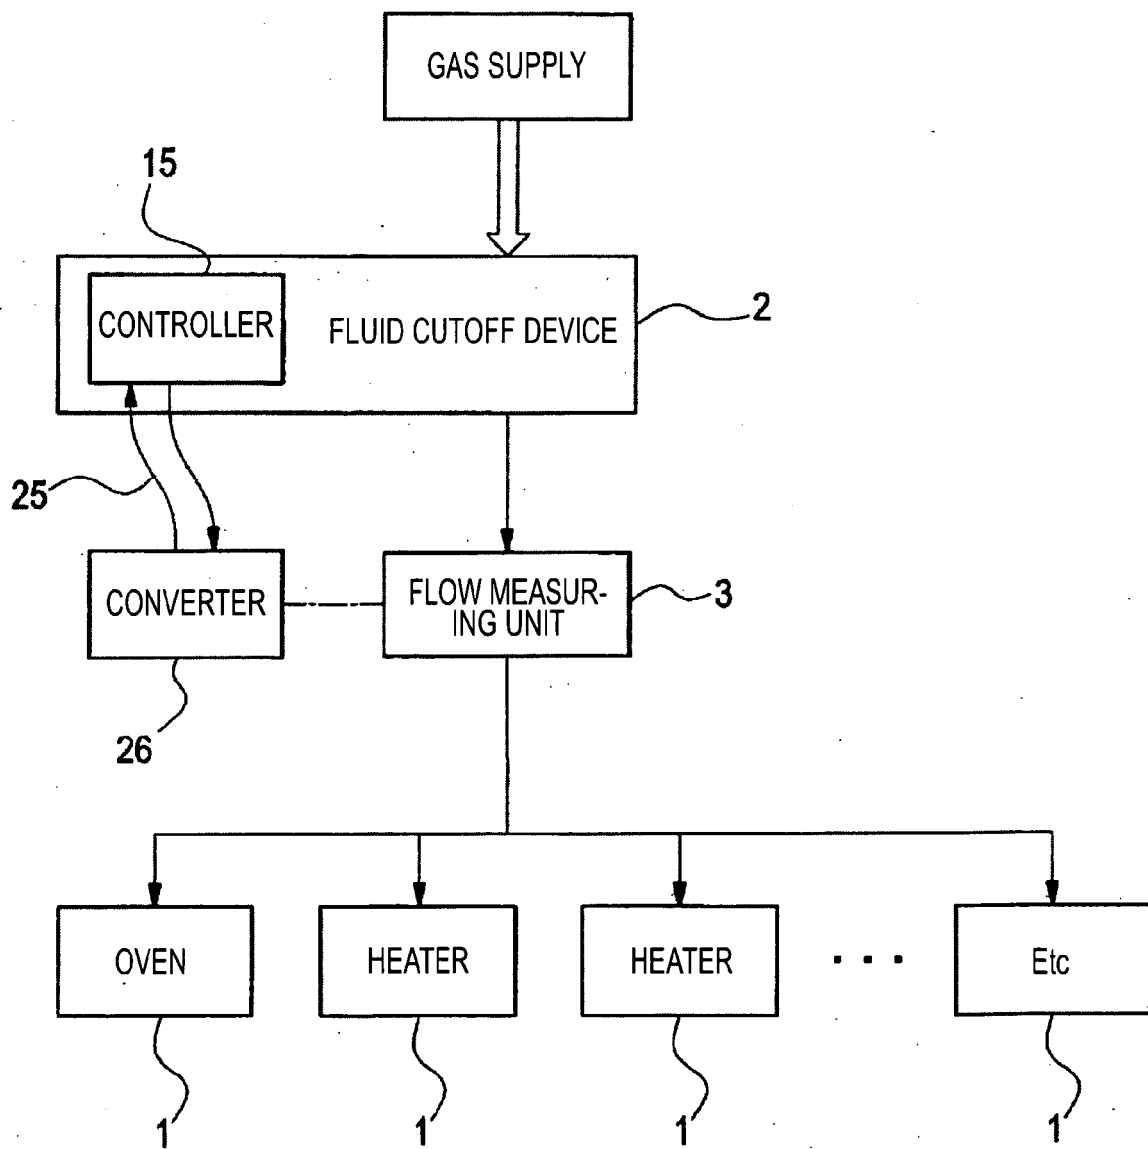 GAS SUPPLY
15
CONTROLLER
FLUID CUTOFF DEVICE
2
25
CONVERTER
FLOW MEASUR-
ING UNIT
3
26
OVEN
HEATER
HEATER
. . .
Etc
1
1
1
1